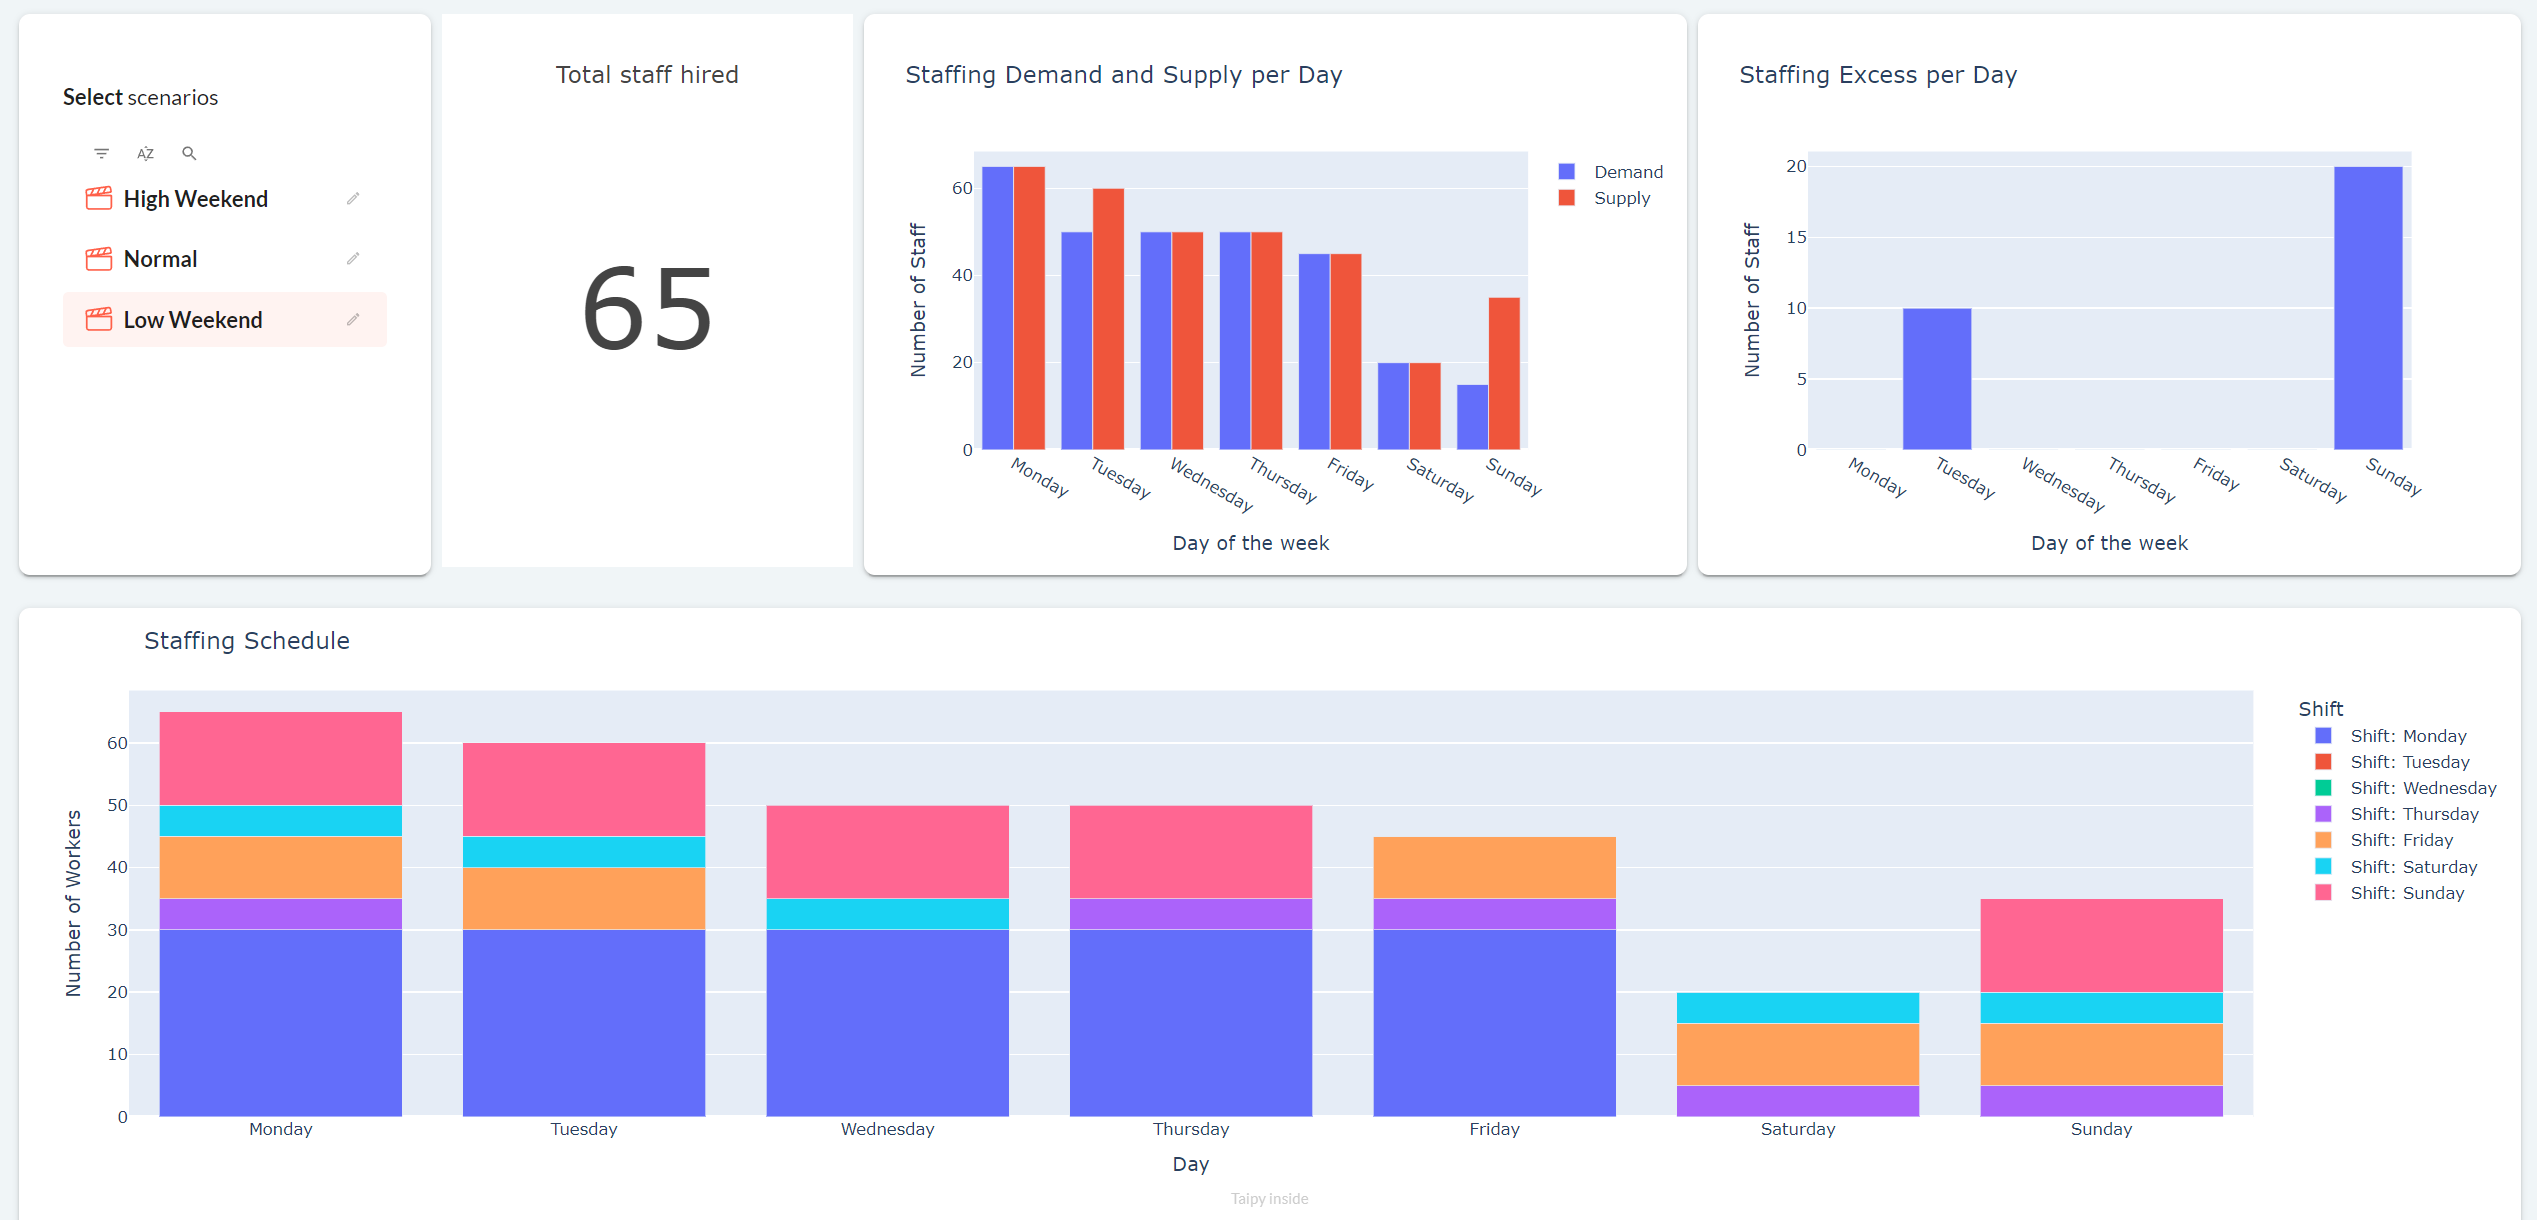 Select scenarios
AZ
High Weekend
Normal
Low Weekend
Total staff hired
65
Staffing Demand and Supply per Day
Number of Staff
60
40
20
0
Monday
Tuesday
Wednesday
Thursday
Friday
Saturday
Sunday
Day of the week
Demand
Supply
Staffing Excess per Day
Number of Staff
20
15
10
5
0
Monday
Tuesday
Wednesday
Thursday
Friday
Saturday
Sunday
Day of the week
Staffing Schedule
Number of Workers
60
50
40
30
20
10
0
Monday
Tuesday
Wednesday
Thursday
Friday
Saturday
Sunday
Day
Shift
Shift: Monday
Shift: Tuesday
Shift: Wednesday
Shift: Thursday
Shift: Friday
Shift: Saturday
Shift: Sunday
Taipy inside